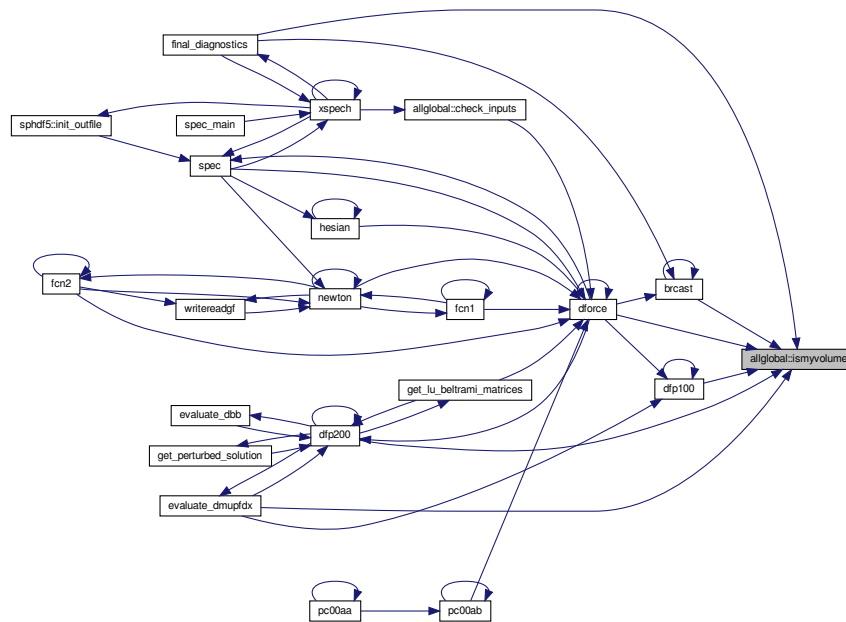 final_diagnostics
xspech
allglobal::check_inputs
sphdf5::init_outfile
spec_main
spec
hesian
fcn2
writereadgf
newton
fcn1
dforce
brcast
allglobal::ismyvolume
dfp100
get_lu_beltrami_matrices
evaluate_dbb
dfp200
get_perturbed_solution
evaluate_dmupfdx
pc00aa
pc00ab